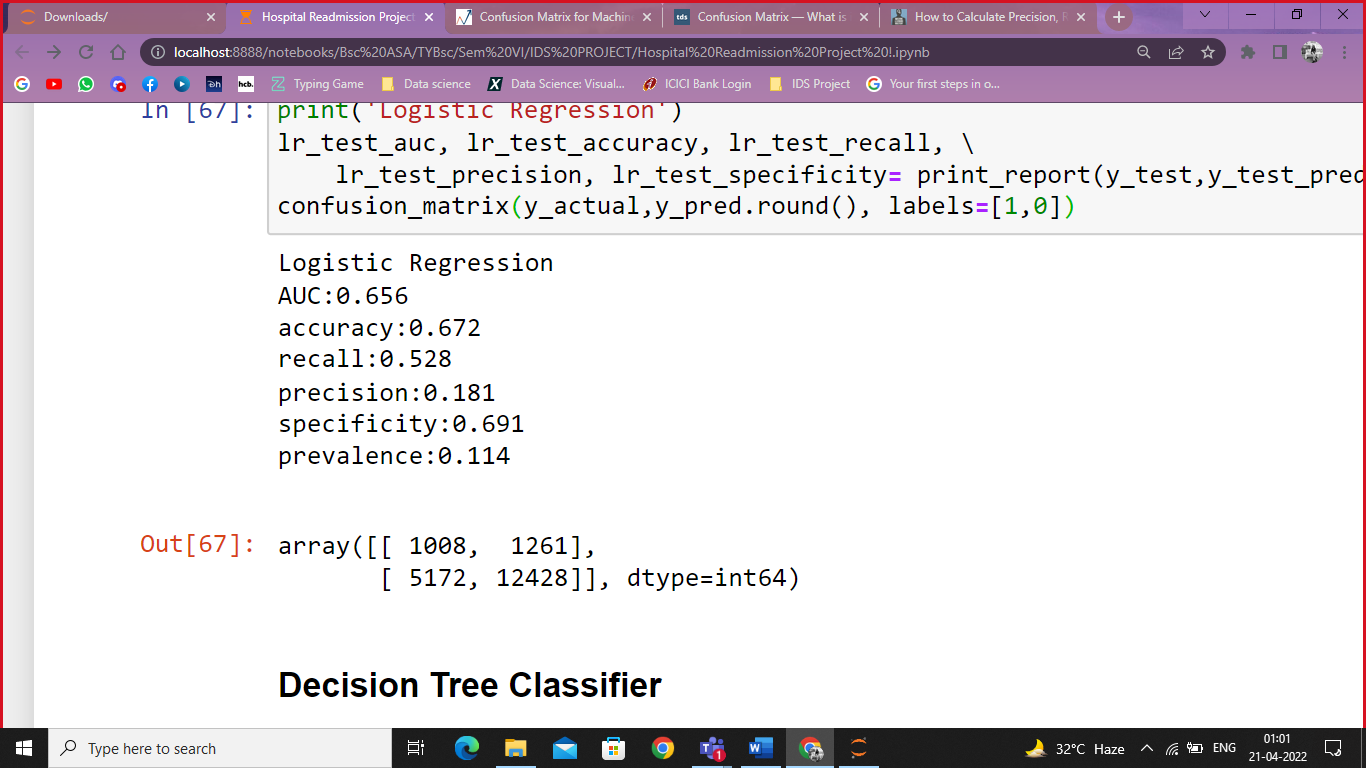 Downloads/
Hospital Readmission Project
Confusion Matrix for Machin
tds Confusion Matrix — What is
How to Calculate Precision, R
localhost:8888/notebooks/Bsc%20ASA/TYBsc/Sem%20VI/IDS%20PROJECT/Hospital%20Readmission%20Project%20!.ipynb
hcb. Typing Game Data science Data Science: Visual... ICICI Bank Login IDS Project Your first steps in o...
In [67]: print('Logistic Regression')
lr_test_auc, lr_test_accuracy, lr_test_recall, \
lr_test_precision, lr_test_specificity= print_report(y_test,y_test_pred
confusion_matrix(y_actual,y_pred.round(), labels=[1,0])
Logistic Regression
AUC:0.656
accuracy:0.672
recall:0.528
precision:0.181
specificity:0.691
prevalence:0.114
Out[67]: array([[ 1008, 1261],
[ 5172, 12428]], dtype=int64)
Decision Tree Classifier
Type here to search
1
32°C Haze
ENG
01:01
21-04-2022